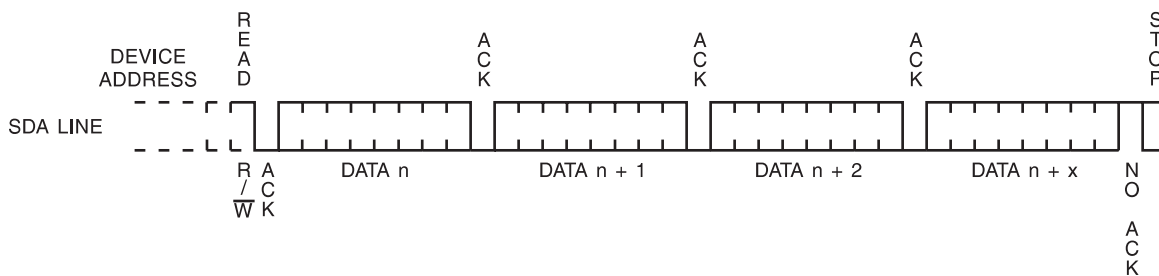 READ
ACK
ACK
ACK
STOP
DEVICE
ADDRESS
SDA LINE
R/W
ACK
DATA n
DATA n + 1
DATA n + 2
DATA n + x
NO ACK